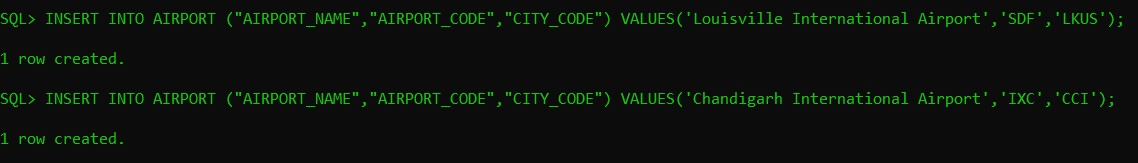 SQL> INSERT INTO AIRPORT ("AIRPORT_NAME","AIRPORT_CODE","CITY_CODE") VALUES('Louisville International Airport','SDF','LKUS');
1 row created.
SQL> INSERT INTO AIRPORT ("AIRPORT_NAME","AIRPORT_CODE","CITY_CODE") VALUES('Chandigarh International Airport','IXC','CCI');
1 row created.